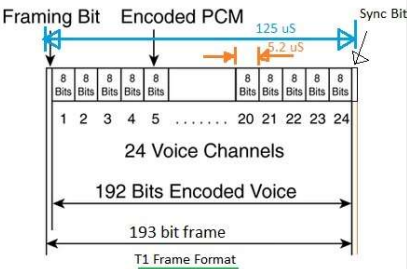 Framing Bit Encoded PCM Sync Bit
125 uS
5.2 uS
8 8 8 8 8 8 8 8 8 8
Bits Bits Bits Bits Bits Bits Bits Bits Bits Bits
1 2 3 4 5 ....... 20 21 22 23 24
24 Voice Channels
192 Bits Encoded Voice
193 bit frame
T1 Frame Format